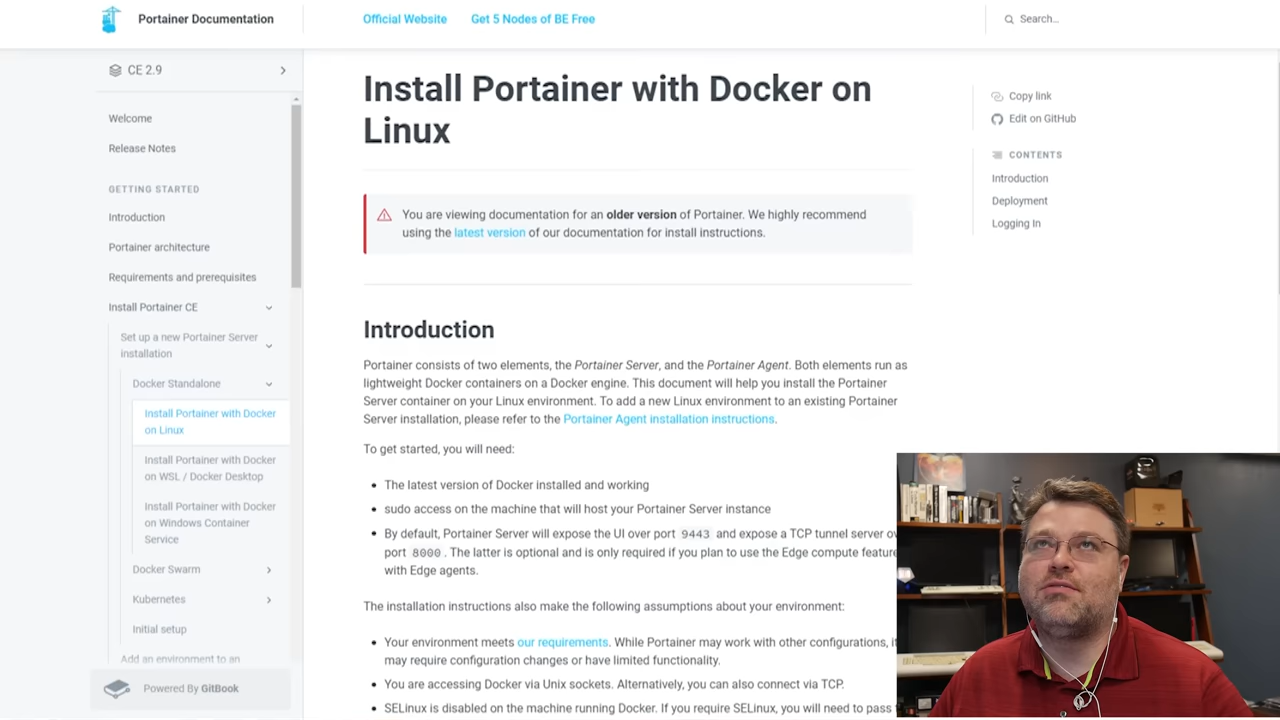 Portainer Documentation
Official Website
Get 5 Nodes of BE Free
Search...
CE 2.9
Welcome
Release Notes
GETTING STARTED
Introduction
Portainer architecture
Requirements and prerequisites
Install Portainer CE
Set up a new Portainer Server
installation
Docker Standalone
Install Portainer with Docker
on Linux
Install Portainer with Docker
on WSL / Docker Desktop
Install Portainer with Docker
on Windows Container
Service
Docker Swarm
Kubernetes
Initial setup
Add an environment to an
Powered By GitBook
Install Portainer with Docker on
Linux
You are viewing documentation for an older version of Portainer. We highly recommend
using the latest version of our documentation for install instructions.
Introduction
Portainer consists of two elements, the Portainer Server, and the Portainer Agent. Both elements run as
lightweight Docker containers on a Docker engine. This document will help you install the Portainer
Server container on your Linux environment. To add a new Linux environment to an existing Portainer
Server installation, please refer to the Portainer Agent installation instructions.
To get started, you will need:
The latest version of Docker installed and working
sudo access on the machine that will host your Portainer Server instance
By default, Portainer Server will expose the UI over port 9443 and expose a TCP tunnel server
port 8000. The latter is optional and is only required if you plan to use the Edge compute feature
with Edge agents.
The installation instructions also make the following assumptions about your environment:
Your environment meets our requirements. While Portainer may work with other configurations,
may require configuration changes or have limited functionality.
You are accessing Docker via Unix sockets. Alternatively, you can also connect via TCP.
SELinux is disabled on the machine running Docker. If you require SELinux, you will need to pass
Copy link
Edit on GitHub
CONTENTS
Introduction
Deployment
Logging In